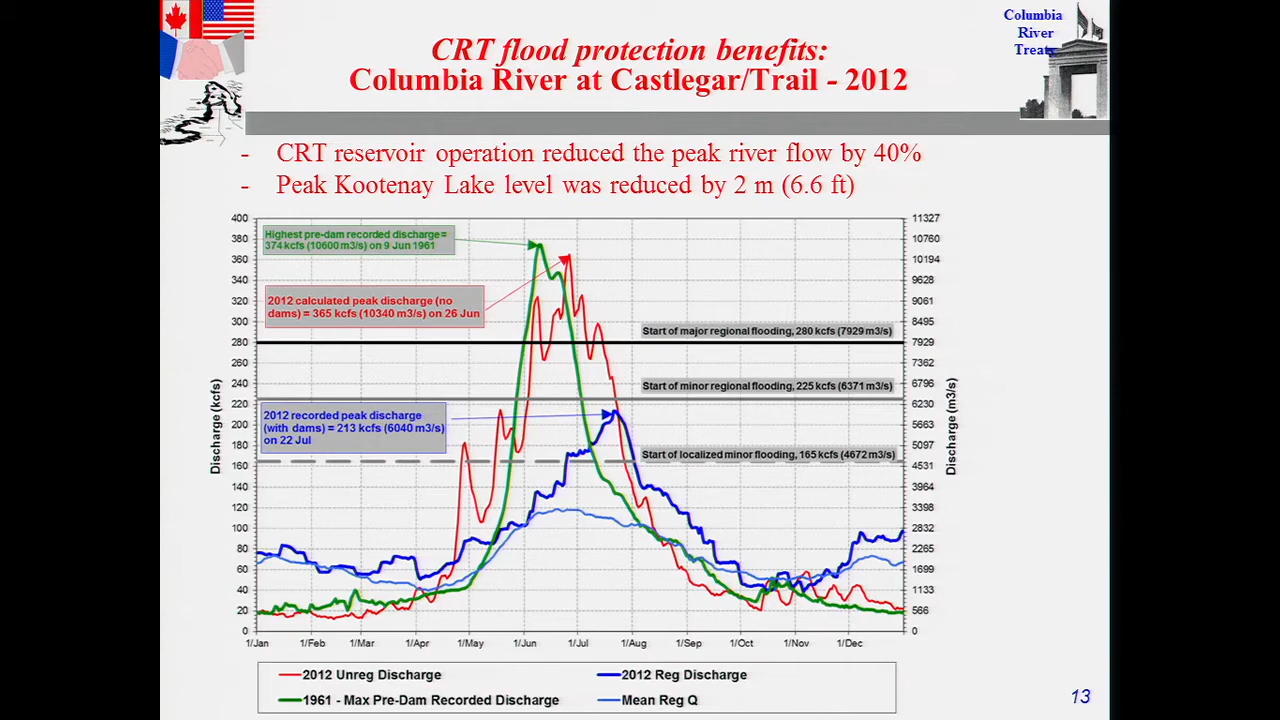 Columbia
River
Treaty
CRT flood protection benefits:
Columbia River at Castlegar/Trail - 2012
- CRT reservoir operation reduced the peak river flow by 40%
- Peak Kootenay Lake level was reduced by 2 m (6.6 ft)
Discharge (kcfs)
400
380
360
340
320
300
280
260
240
220
200
180
160
140
120
100
80
60
40
20
0
Highest pre-dam recorded discharge=
374 kcfs (10600 m3/s) on 9 Jun 1961
2012 calculated peak discharge (no
dams) = 365 kcfs (10340 m3/s) on 26 Jun
Start of major regional flooding, 280 kcfs (7929 m3/s)
Start of minor regional flooding, 225 kcfs (6371 m3/s)
2012 recorded peak discharge
(with dams) = 213 kcfs (6040 m3/s)
on 22 Jul
Start of localized minor flooding, 165 kcfs (4672 m3/s)
11327
10760
10194
9628
9061
8495
7929
7362
6796
6230
5663
5097
4531
3964
3398
2832
2265
1699
1133
566
0
Discharge (m3/s)
1/Jan 1/Feb 1/Mar 1/Apr 1/May 1/Jun 1/Jul 1/Aug 1/Sep 1/Oct 1/Nov 1/Dec
2012 Unreg Discharge 2012 Reg Discharge
1961 - Max Pre-Dam Recorded Discharge Mean Reg Q
13